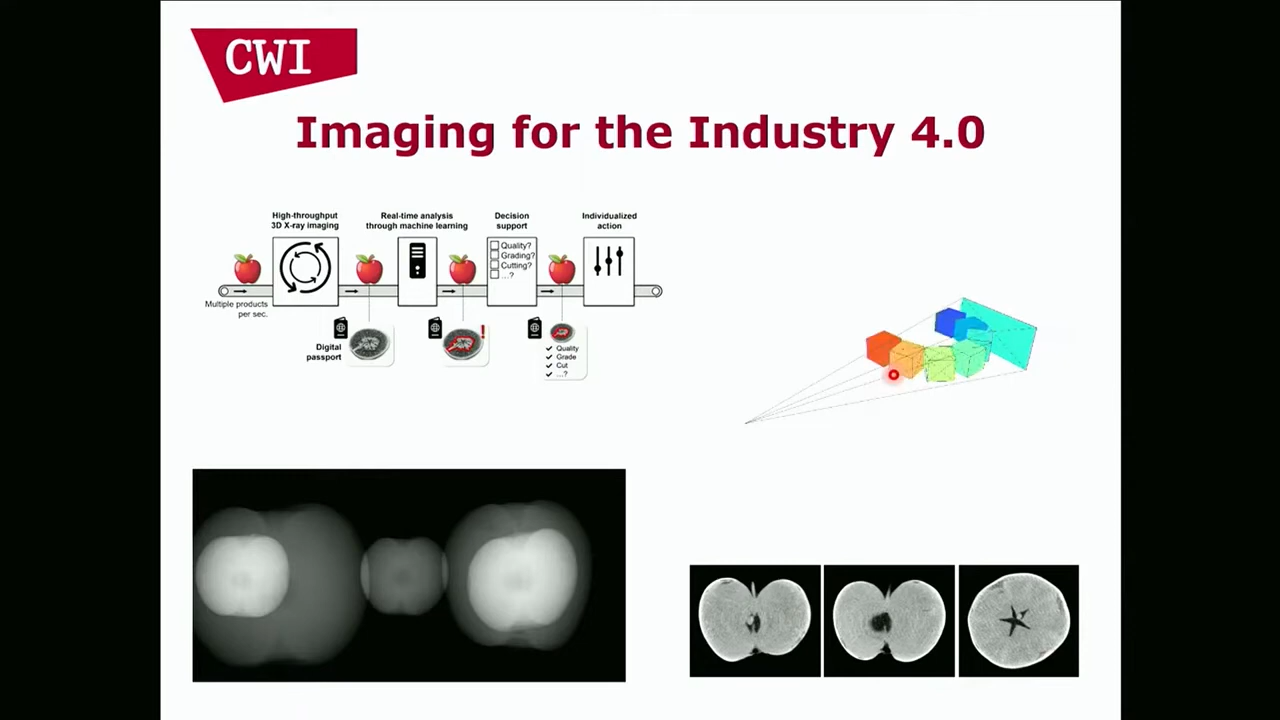 CWI
Imaging for the Industry 4.0
High-throughput
3D X-ray imaging
Real-time analysis
through machine learning
Decision
support
Individualized
action
Quality?
Grading?
Cutting?
...?
Multiple products
per sec.
Digital
passport
!
Quality
Grade
Cut
...?